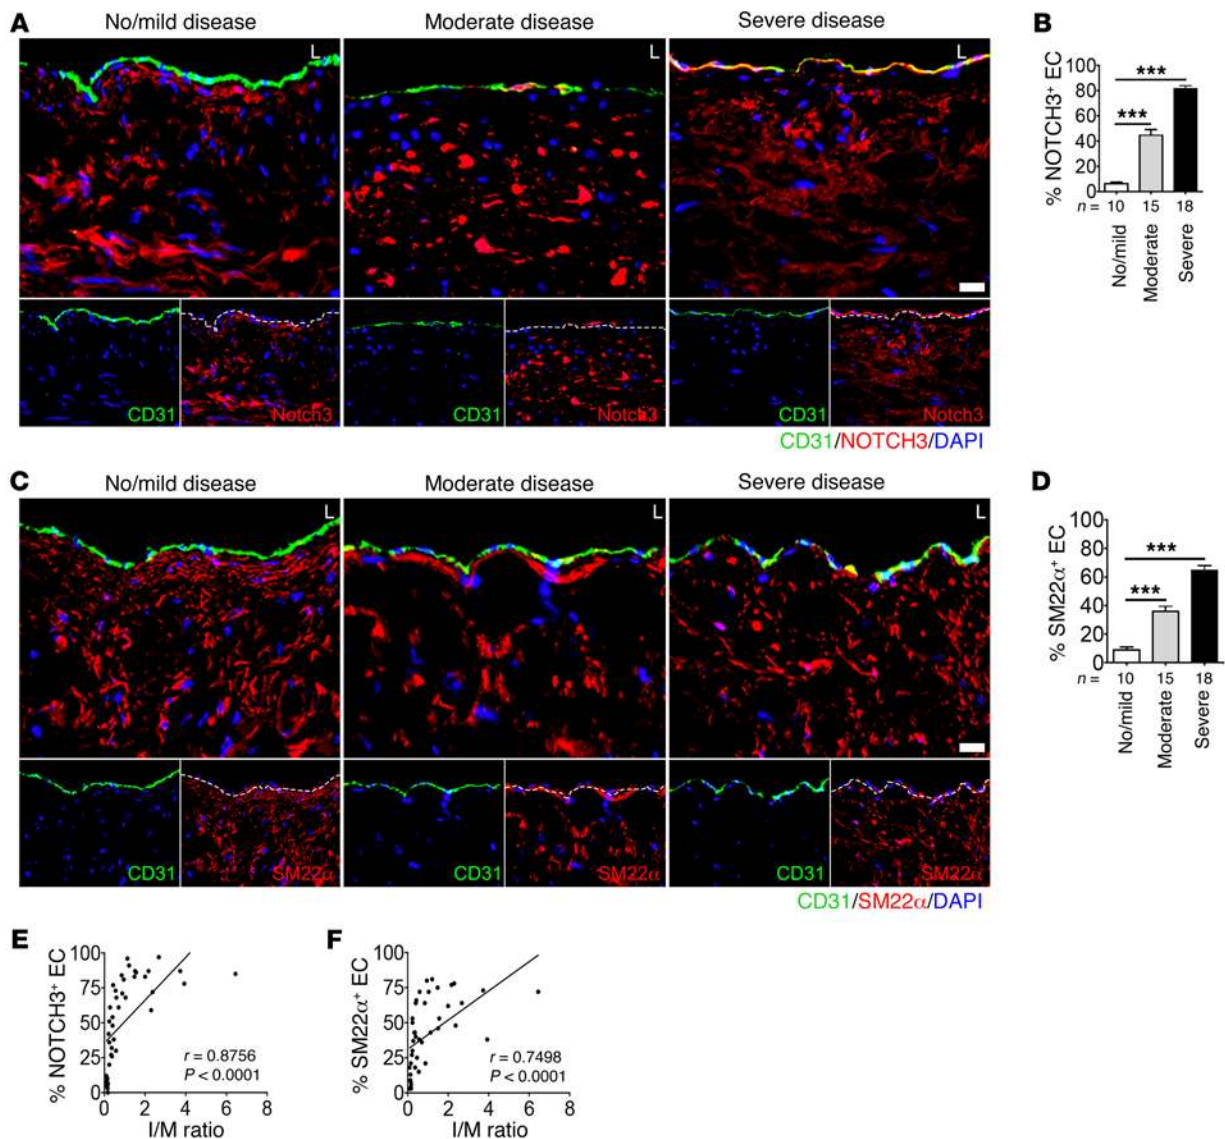 A
No/mild disease
Moderate disease
Severe disease
L
L
L
CD31
Notch3
CD31
Notch3
CD31
Notch3
CD31/NOTCH3/DAPI
B
% NOTCH3+ EC
100
80
60
40
20
0
***
***
n = 10 15 18
No/mild
Moderate
Severe
C
No/mild disease
Moderate disease
Severe disease
L
L
L
CD31
SM22α
CD31
SM22α
CD31
SM22α
CD31/SM22α/DAPI
D
% SM22α+ EC
100
80
60
40
20
0
***
***
n = 10 15 18
No/mild
Moderate
Severe
E
% NOTCH3+ EC
100
75
50
25
0
r = 0.8756
P < 0.0001
0 2 4 6 8
I/M ratio
F
% SM22α+ EC
100
75
50
25
0
r = 0.7498
P < 0.0001
0 2 4 6 8
I/M ratio